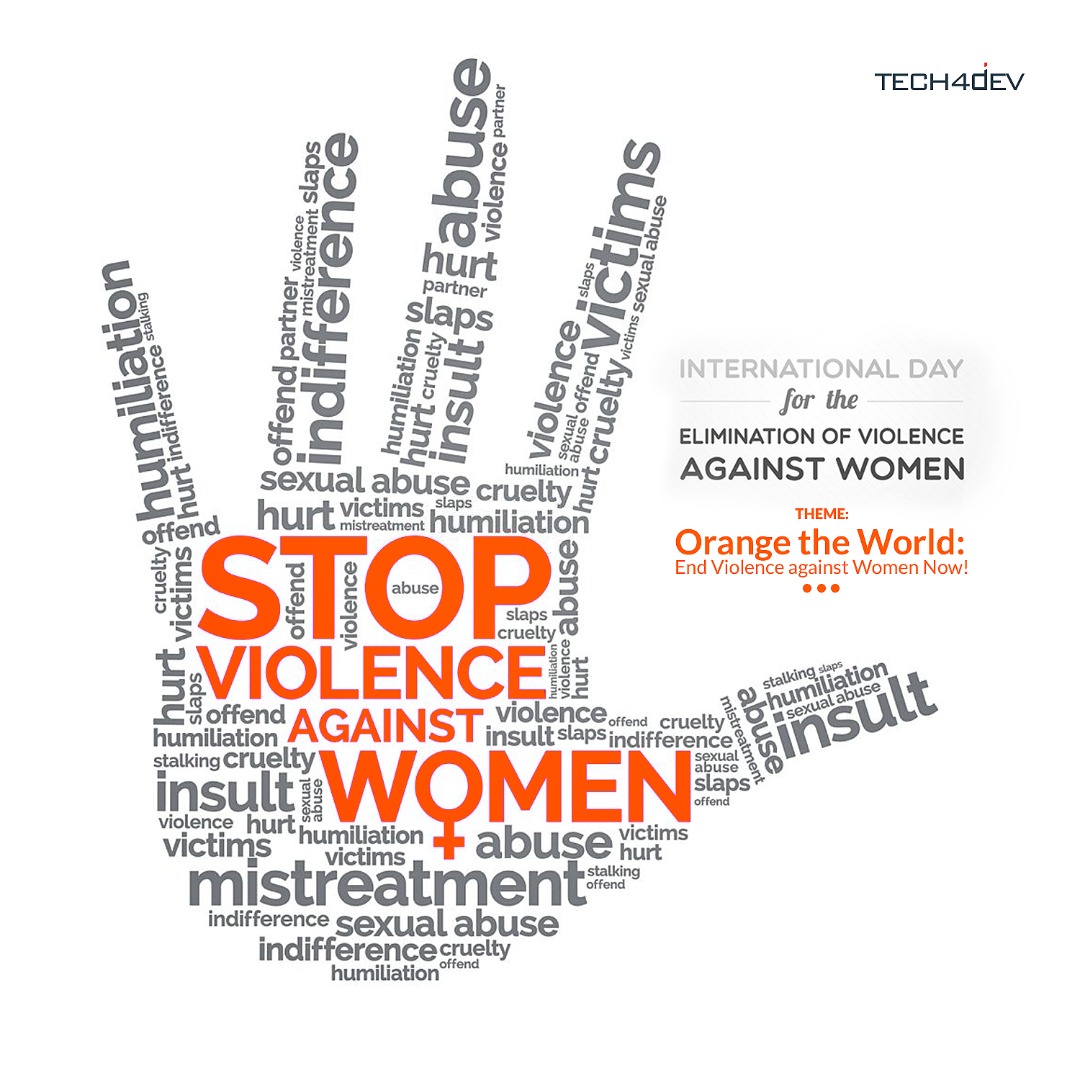 TECH4DEV
abuse
partner
violence
slaps
indifference
violence
mistreatment
offend
partner
victims
sexual abuse
slaps
victims
hurt
partner
slaps
humiliation
cruelty
hurt
insult
humiliation
stalking
indifference
hurt
violence
sexual
abuse
offend
cruelty
hurt
humiliation
sexual abuse
cruelty
hurt
victims
slaps
mistreatment
humiliation
offend
cruelty
victims
STOP
offend
violence
abuse
slaps
cruelty
abuse
VIOLENCE
humiliation
violence
hurt
hurt
slaps
offend
AGAINST
violence
offend
cruelty
humiliation
insult
slaps
indifference
stalking
cruelty
WOMEN
sexual
abuse
slaps
offend
mistreatment
abuse
stalking
slaps
humiliation
sexual abuse
insult
insult
sexual
abuse
violence
hurt
humiliation
abuse
victims
victims
victims
hurt
mistreatment
stalking
offend
indifference
sexual abuse
indifference
cruelty
humiliation
offend
INTERNATIONAL DAY
for the
ELIMINATION OF VIOLENCE
AGAINST WOMEN
THEME:
Orange the World:
End Violence against Women Now!